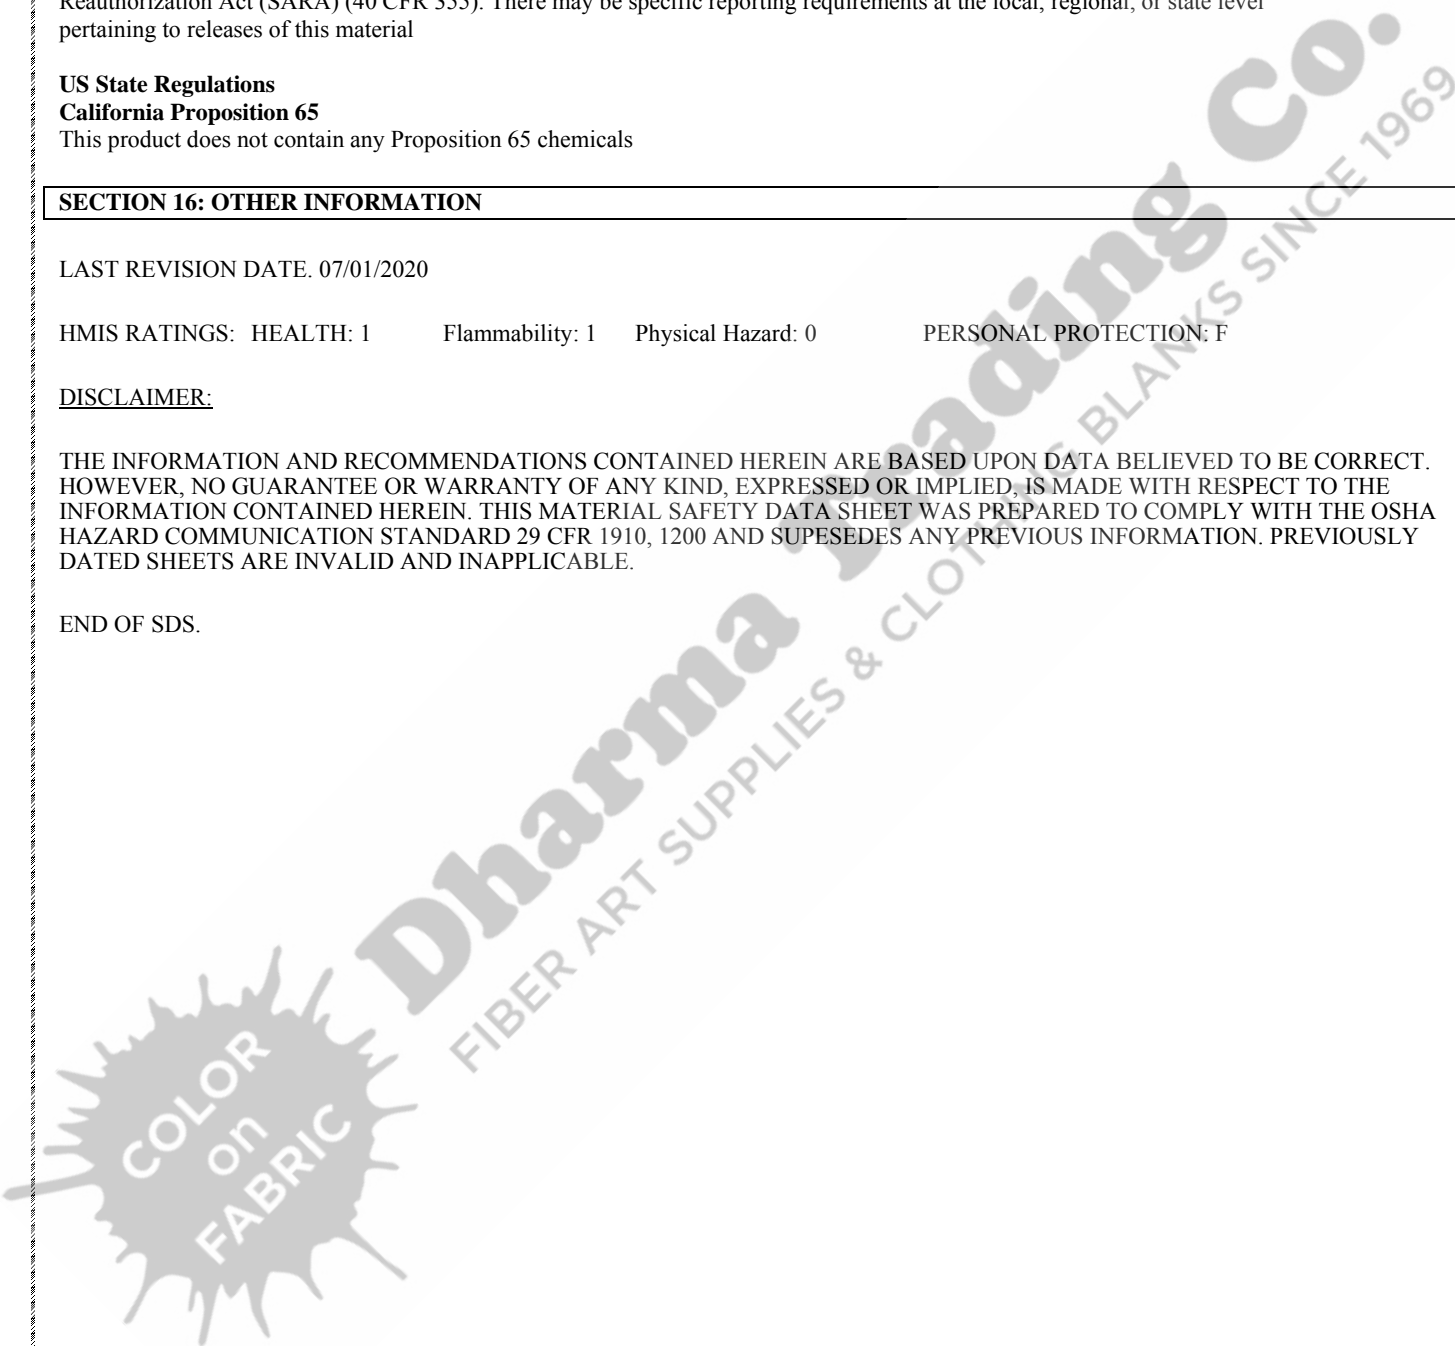 Reauthorization Act (SARA) (40 CFR 355). There may be specific reporting requirements at the local, regional, or state level
pertaining to releases of this material
US State Regulations
California Proposition 65
This product does not contain any Proposition 65 chemicals
SECTION 16: OTHER INFORMATION
LAST REVISION DATE. 07/01/2020
HMIS RATINGS: HEALTH: 1 Flammability: 1 Physical Hazard: 0 PERSONAL PROTECTION: F
DISCLAIMER:
THE INFORMATION AND RECOMMENDATIONS CONTAINED HEREIN ARE BASED UPON DATA BELIEVED TO BE CORRECT.
HOWEVER, NO GUARANTEE OR WARRANTY OF ANY KIND, EXPRESSED OR IMPLIED, IS MADE WITH RESPECT TO THE
INFORMATION CONTAINED HEREIN. THIS MATERIAL SAFETY DATA SHEET WAS PREPARED TO COMPLY WITH THE OSHA
HAZARD COMMUNICATION STANDARD 29 CFR 1910, 1200 AND SUPESEDES ANY PREVIOUS INFORMATION. PREVIOUSLY
DATED SHEETS ARE INVALID AND INAPPLICABLE.
END OF SDS.
Dharma Trading Co.
FIBER ART SUPPLIES & CLOTHING BLANKS SINCE 1969
COLOR
on
FABRIC